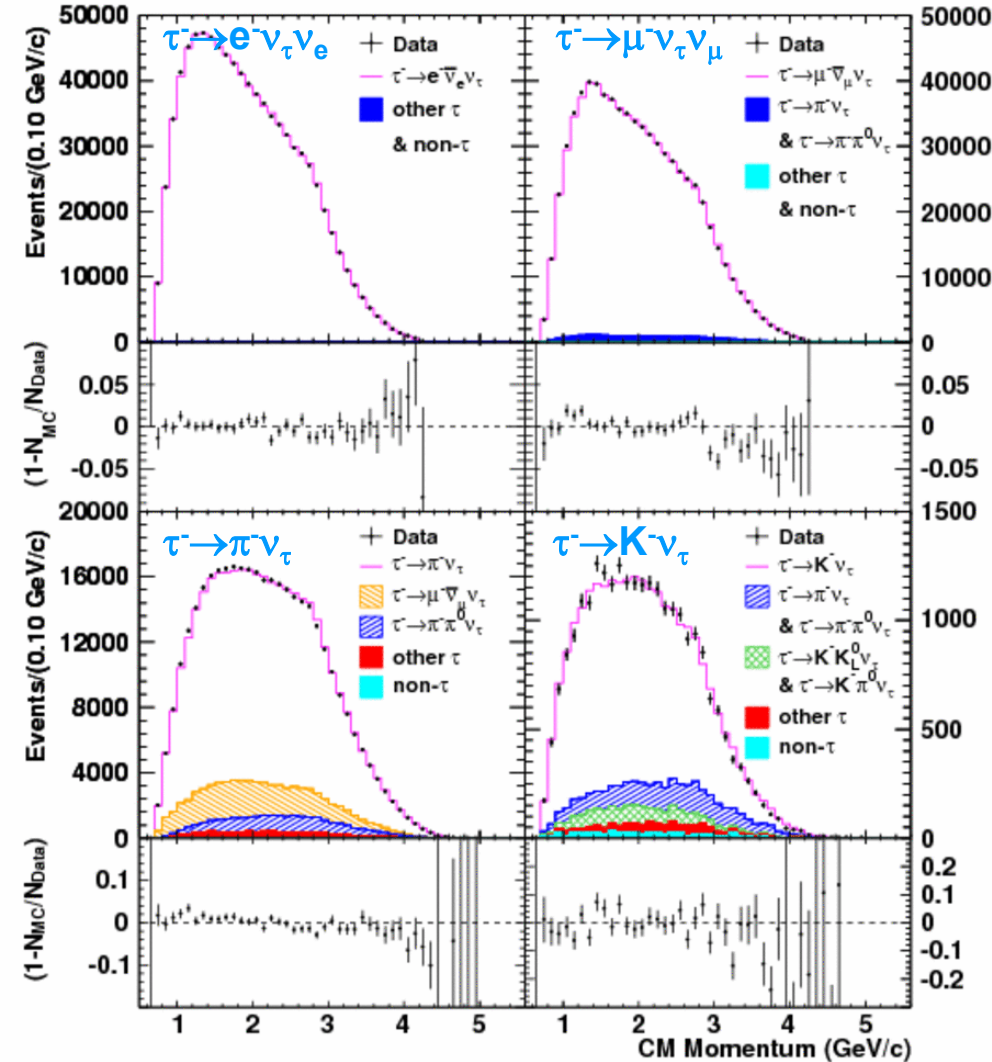 50000
40000
30000
20000
10000
0
Events/(0.10 GeV/c)
τ⁻→e⁻ντνe
Data
τ⁻→e⁻ν̅eντ
other τ
& non-τ
τ⁻→μ⁻ντνμ
Data
τ⁻→μ⁻ν̅μντ
τ⁻→π⁻ντ
& τ⁻→π⁻π⁰ντ
other τ
& non-τ
50000
40000
30000
20000
10000
0
(1-NMC/NData)
0.05
0
-0.05
0.05
0
-0.05
20000
16000
12000
8000
4000
0
Events/(0.10 GeV/c)
τ⁻→π⁻ντ
Data
τ⁻→π⁻ντ
τ⁻→μ⁻ν̅μντ
τ⁻→π⁻π⁰ντ
other τ
non-τ
τ⁻→K⁻ντ
Data
τ⁻→K⁻ντ
τ⁻→π⁻ντ
& τ⁻→π⁻π⁰ντ
τ⁻→K⁻K⁰Lντ
& τ⁻→K⁻π⁰ντ
other τ
non-τ
1500
1000
500
0
(1-NMC/NData)
0.1
0
-0.1
0.2
0.1
0
-0.1
-0.2
1 2 3 4 5
1 2 3 4 5
CM Momentum (GeV/c)